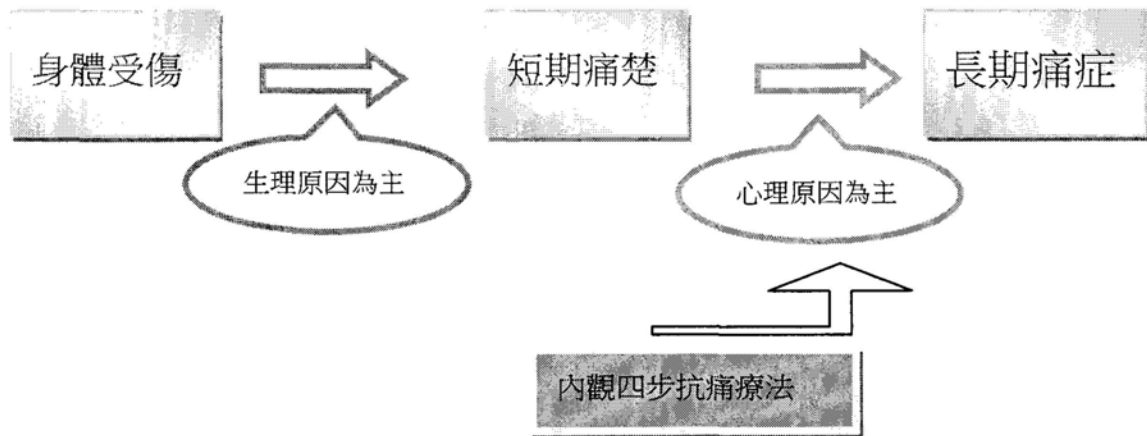 身體受傷
短期痛楚
長期痛症
生理原因為主
心理原因為主
內觀四步抗痛療法